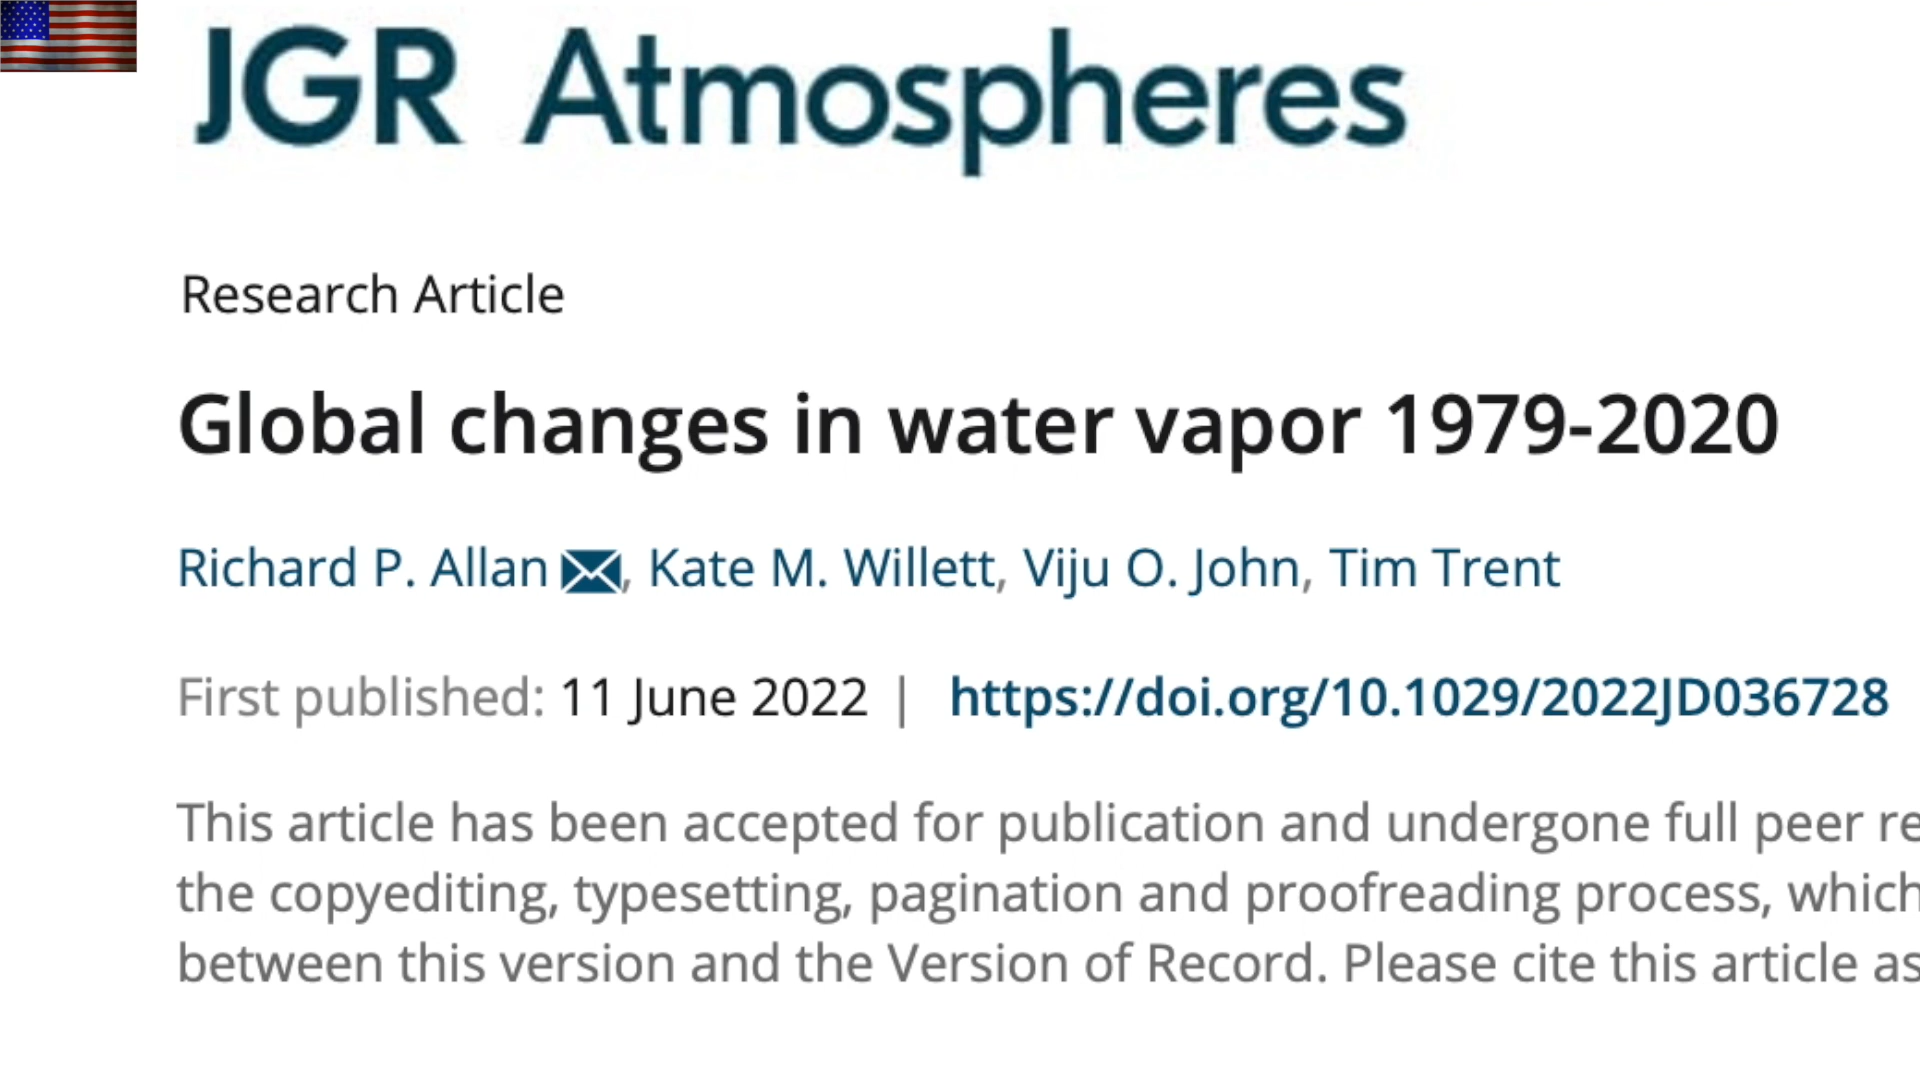 JGR Atmospheres
Research Article
Global changes in water vapor 1979-2020
Richard P. Allan, Kate M. Willett, Viju O. John, Tim Trent
First published: 11 June 2022 | https://doi.org/10.1029/2022JD036728
This article has been accepted for publication and undergone full peer re
the copyediting, typesetting, pagination and proofreading process, which
between this version and the Version of Record. Please cite this article as